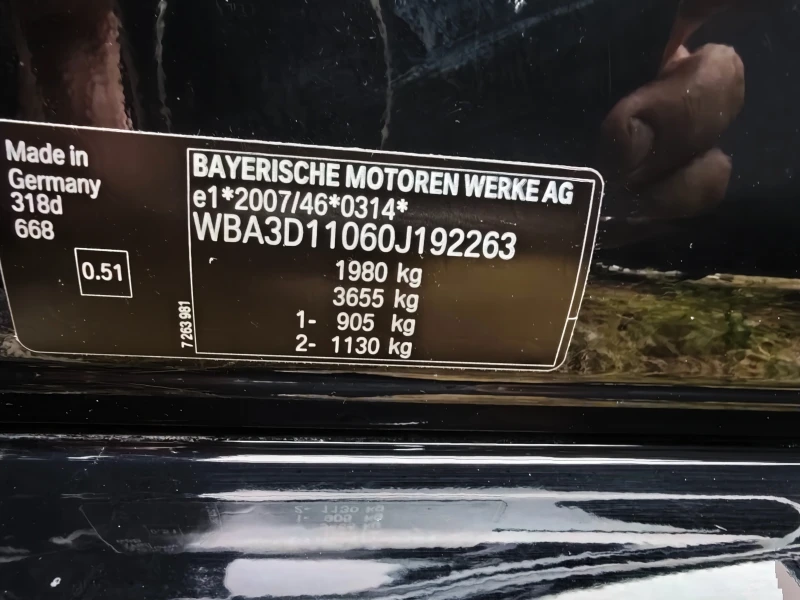 Made in
Germany
318d
668
0.51
7 263 981
BAYERISCHE MOTOREN WERKE AG
e1*2007/46*0314*
WBA3D11060J192263
1980 kg
3655 kg
1- 905 kg
2- 1130 kg